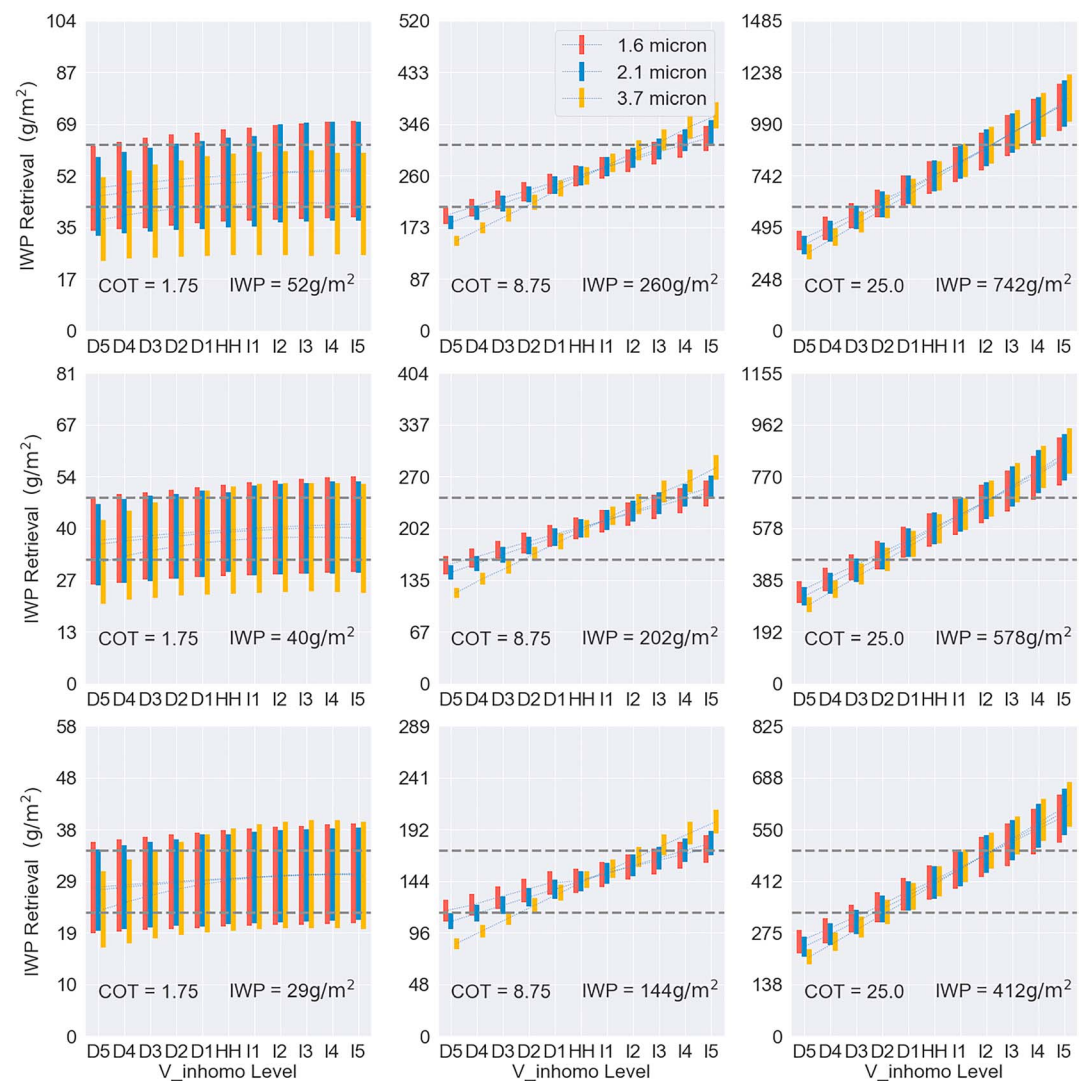 104
87
69
52
35
17
0
IWP Retrieval (g/m²)
COT = 1.75 IWP = 52g/m²
D5 D4 D3 D2 D1 HH I1 I2 I3 I4 I5
520
433
346
260
173
87
0
1.6 micron
2.1 micron
3.7 micron
COT = 8.75 IWP = 260g/m²
D5 D4 D3 D2 D1 HH I1 I2 I3 I4 I5
1485
1238
990
742
495
248
0
COT = 25.0 IWP = 742g/m²
D5 D4 D3 D2 D1 HH I1 I2 I3 I4 I5
81
67
54
40
27
13
0
IWP Retrieval (g/m²)
COT = 1.75 IWP = 40g/m²
D5 D4 D3 D2 D1 HH I1 I2 I3 I4 I5
404
337
270
202
135
67
0
COT = 8.75 IWP = 202g/m²
D5 D4 D3 D2 D1 HH I1 I2 I3 I4 I5
1155
962
770
578
385
192
0
COT = 25.0 IWP = 578g/m²
D5 D4 D3 D2 D1 HH I1 I2 I3 I4 I5
58
48
38
29
19
10
0
IWP Retrieval (g/m²)
COT = 1.75 IWP = 29g/m²
D5 D4 D3 D2 D1 HH I1 I2 I3 I4 I5
V_inhomo Level
289
241
192
144
96
48
0
COT = 8.75 IWP = 144g/m²
D5 D4 D3 D2 D1 HH I1 I2 I3 I4 I5
V_inhomo Level
825
688
550
412
275
138
0
COT = 25.0 IWP = 412g/m²
D5 D4 D3 D2 D1 HH I1 I2 I3 I4 I5
V_inhomo Level